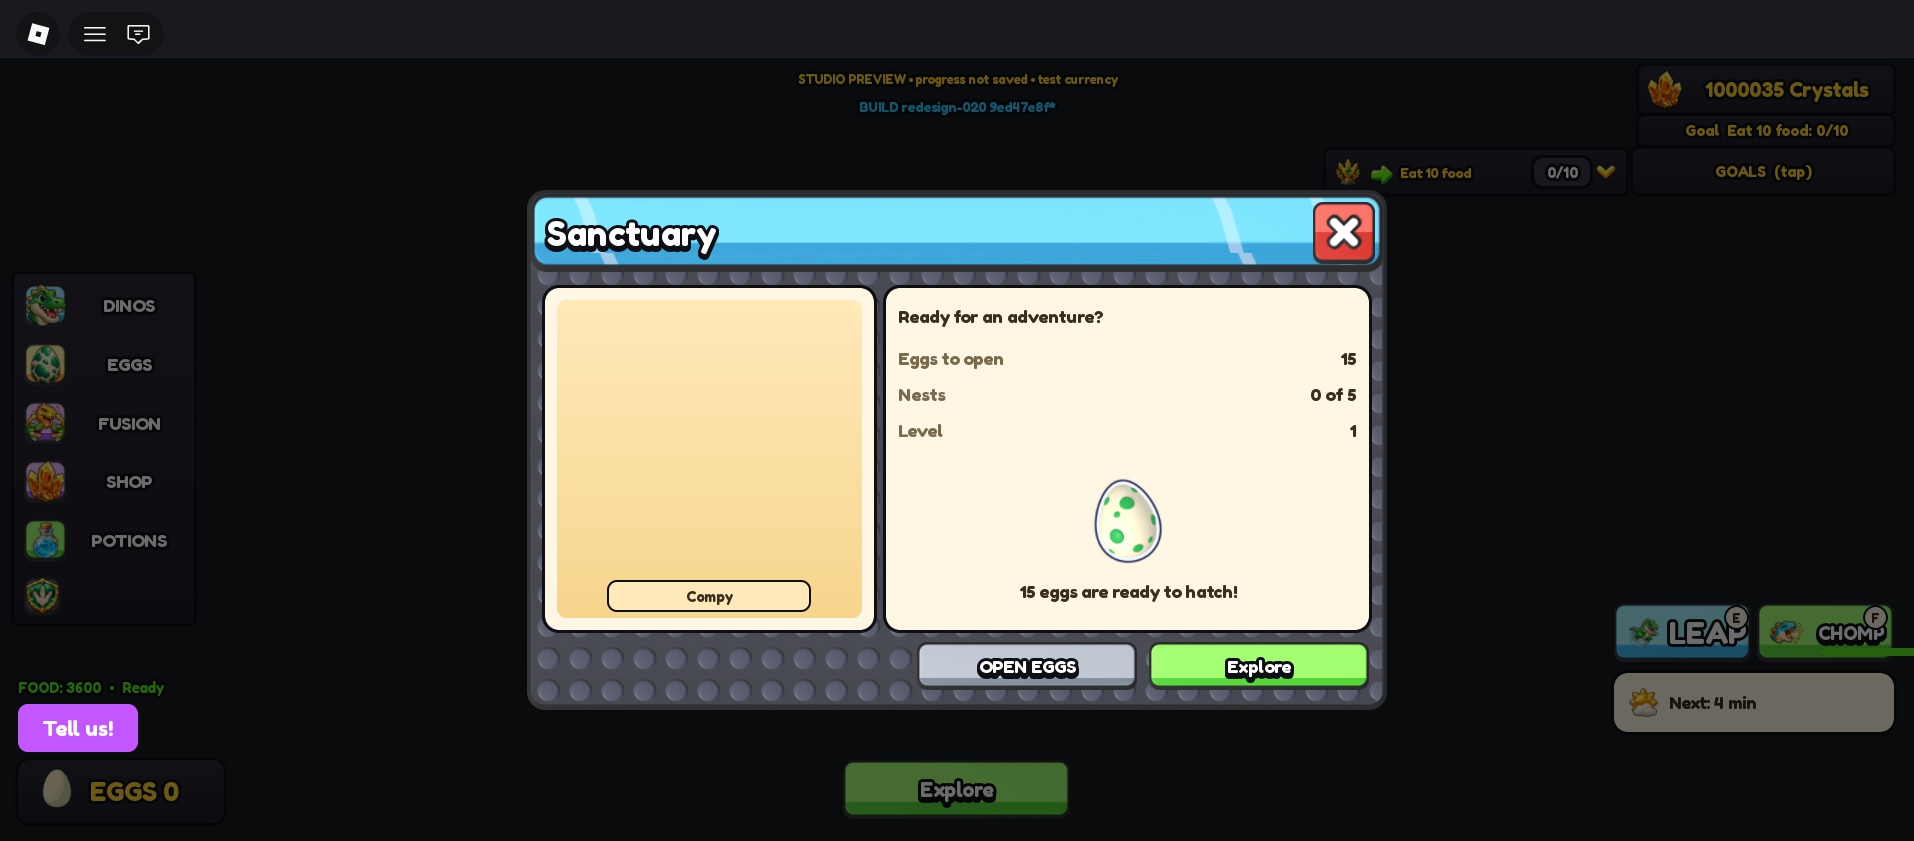 STUDIO PREVIEW • progress not saved • test currency
BUILD redesign-020 9ed47e8f*
1000035 Crystals
Goal Eat 10 food: 0/10
Eat 10 food
0/10
GOALS (tap)
Sanctuary
DINOS
EGGS
FUSION
SHOP
POTIONS
Compy
Ready for an adventure?
Eggs to open 15
Nests 0 of 5
Level 1
15 eggs are ready to hatch!
OPEN EGGS
Explore
LEAP
E
CHOMP
F
FOOD: 3600 • Ready
Tell us!
Next: 4 min
EGGS 0
Explore